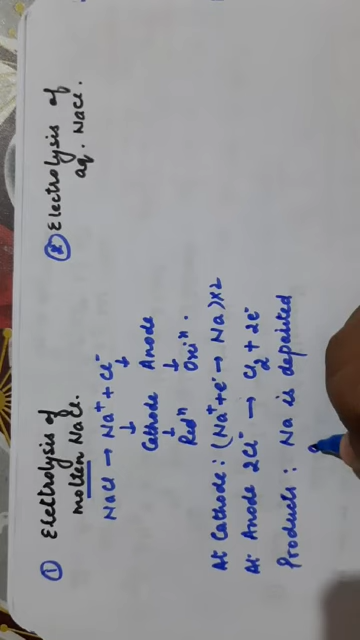 ① Electrolysis of
molten NaCl.
NaCl → Na⁺ + Cl⁻
↓ ↓
Cathode Anode
↓ ↓
Redⁿ Oxiⁿ.
At Cathode: (Na⁺ + e⁻ → Na)×2
At Anode 2Cl⁻ → Cl₂ + 2e⁻
Products: Na is depoisted
② Electrolysis of
aq. NaCl.